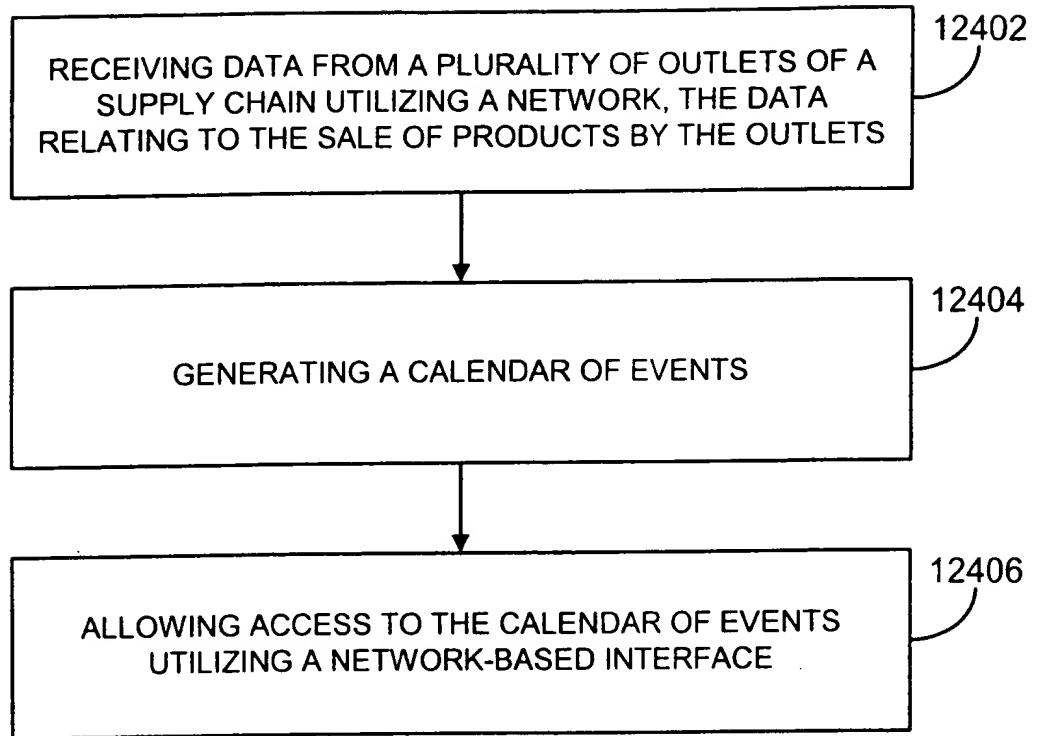 12402
RECEIVING DATA FROM A PLURALITY OF OUTLETS OF A
SUPPLY CHAIN UTILIZING A NETWORK, THE DATA
RELATING TO THE SALE OF PRODUCTS BY THE OUTLETS
12404
GENERATING A CALENDAR OF EVENTS
12406
ALLOWING ACCESS TO THE CALENDAR OF EVENTS
UTILIZING A NETWORK-BASED INTERFACE